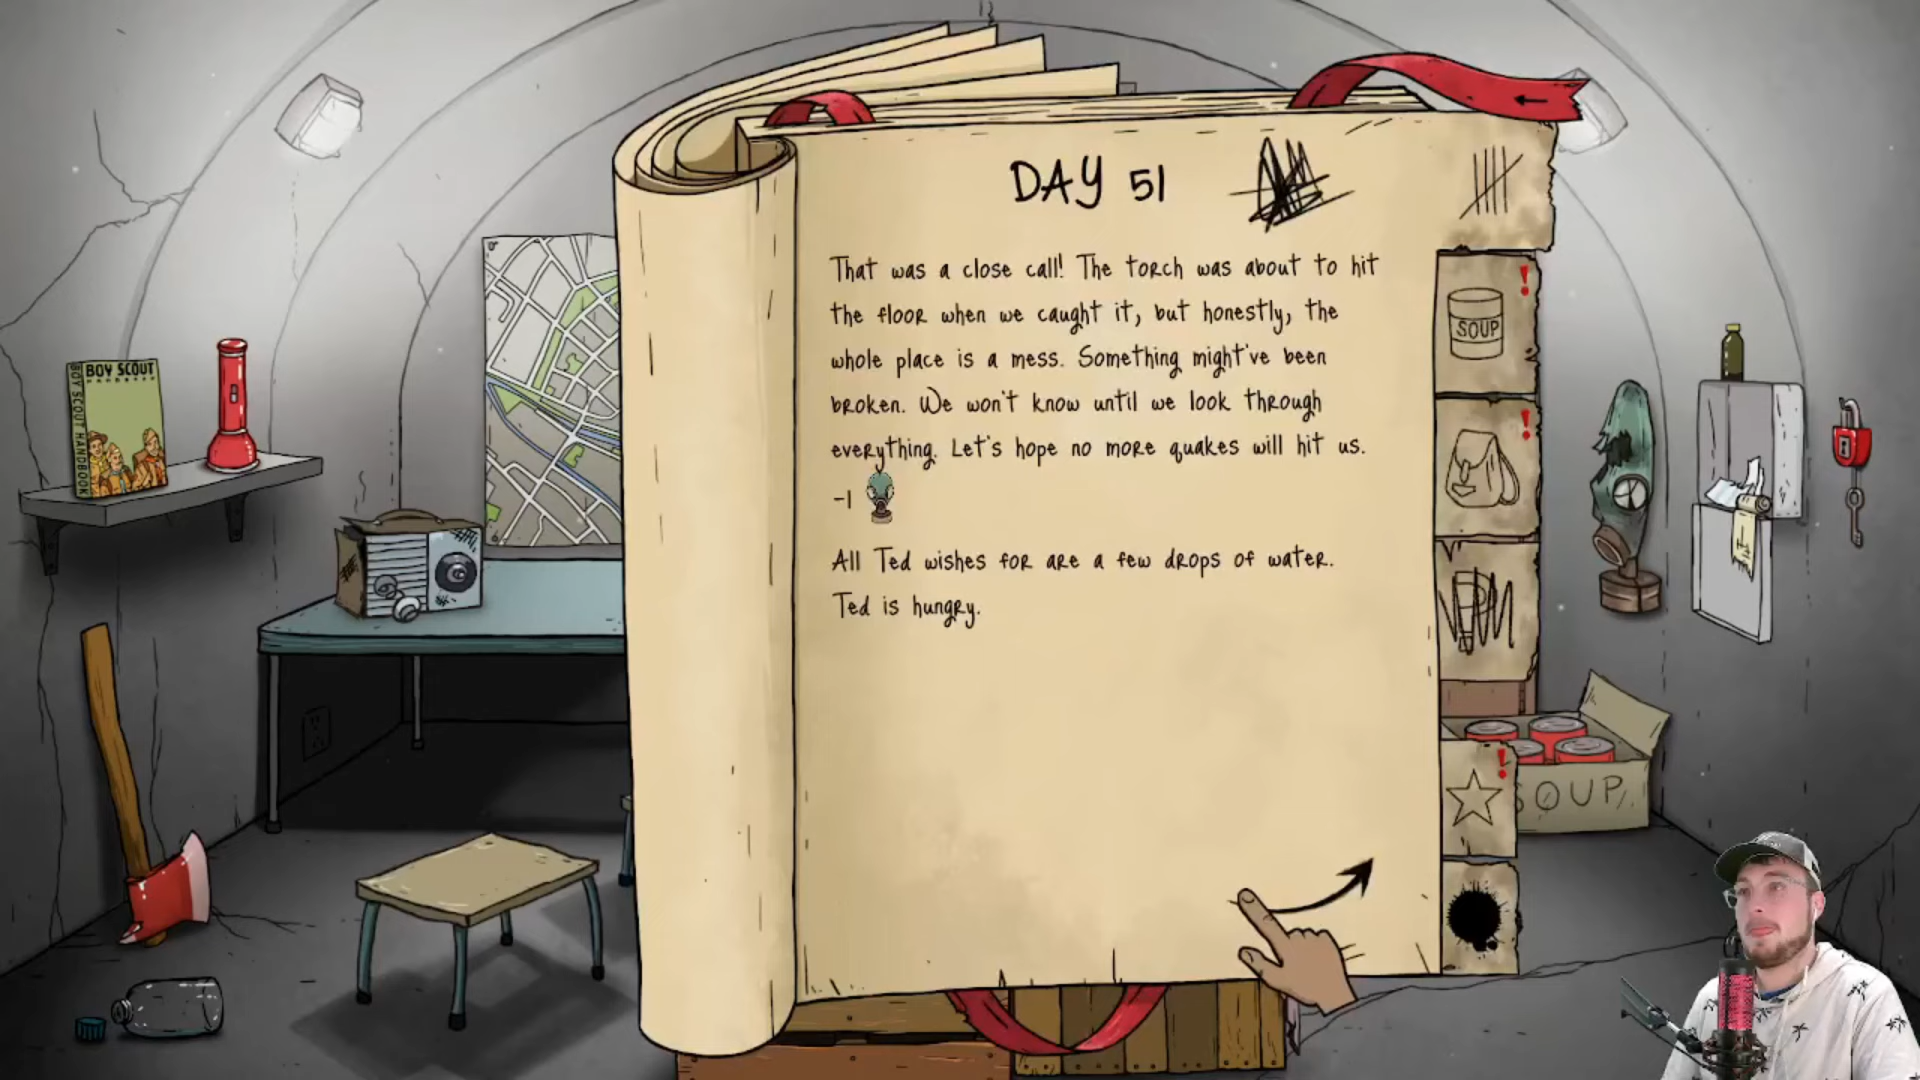 DAY 51
That was a close call! The torch was about to hit
the floor when we caught it, but honestly, the
whole place is a mess. Something might've been
broken. We won't know until we look through
everything. Let's hope no more quakes will hit us.
-1
All Ted wishes for are a few drops of water.
Ted is hungry.
BOY SCOUT
BOY SCOUT HANDBOOK
!
SOUP
!
!
SOUP